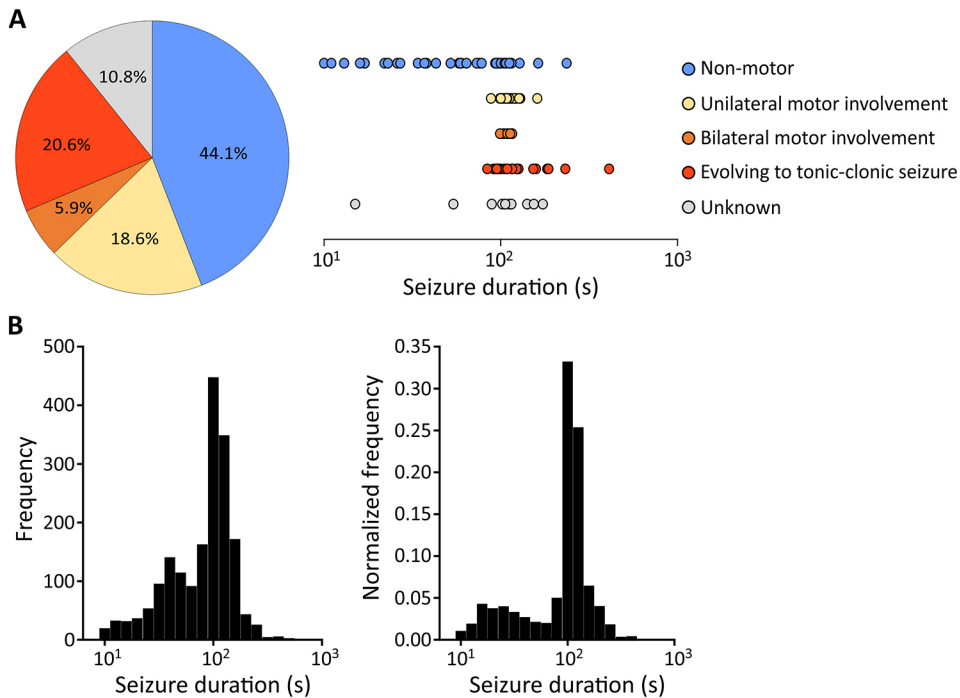 A
10.8%
20.6%
44.1%
5.9%
18.6%
Non-motor
Unilateral motor involvement
Bilateral motor involvement
Evolving to tonic-clonic seizure
Unknown
10¹ 10² 10³
Seizure duration (s)
B
500
400
300
200
100
0
Frequency
10¹ 10² 10³
Seizure duration (s)
0.35
0.30
0.25
0.20
0.15
0.10
0.05
0.00
Normalized frequency
10¹ 10² 10³
Seizure duration (s)